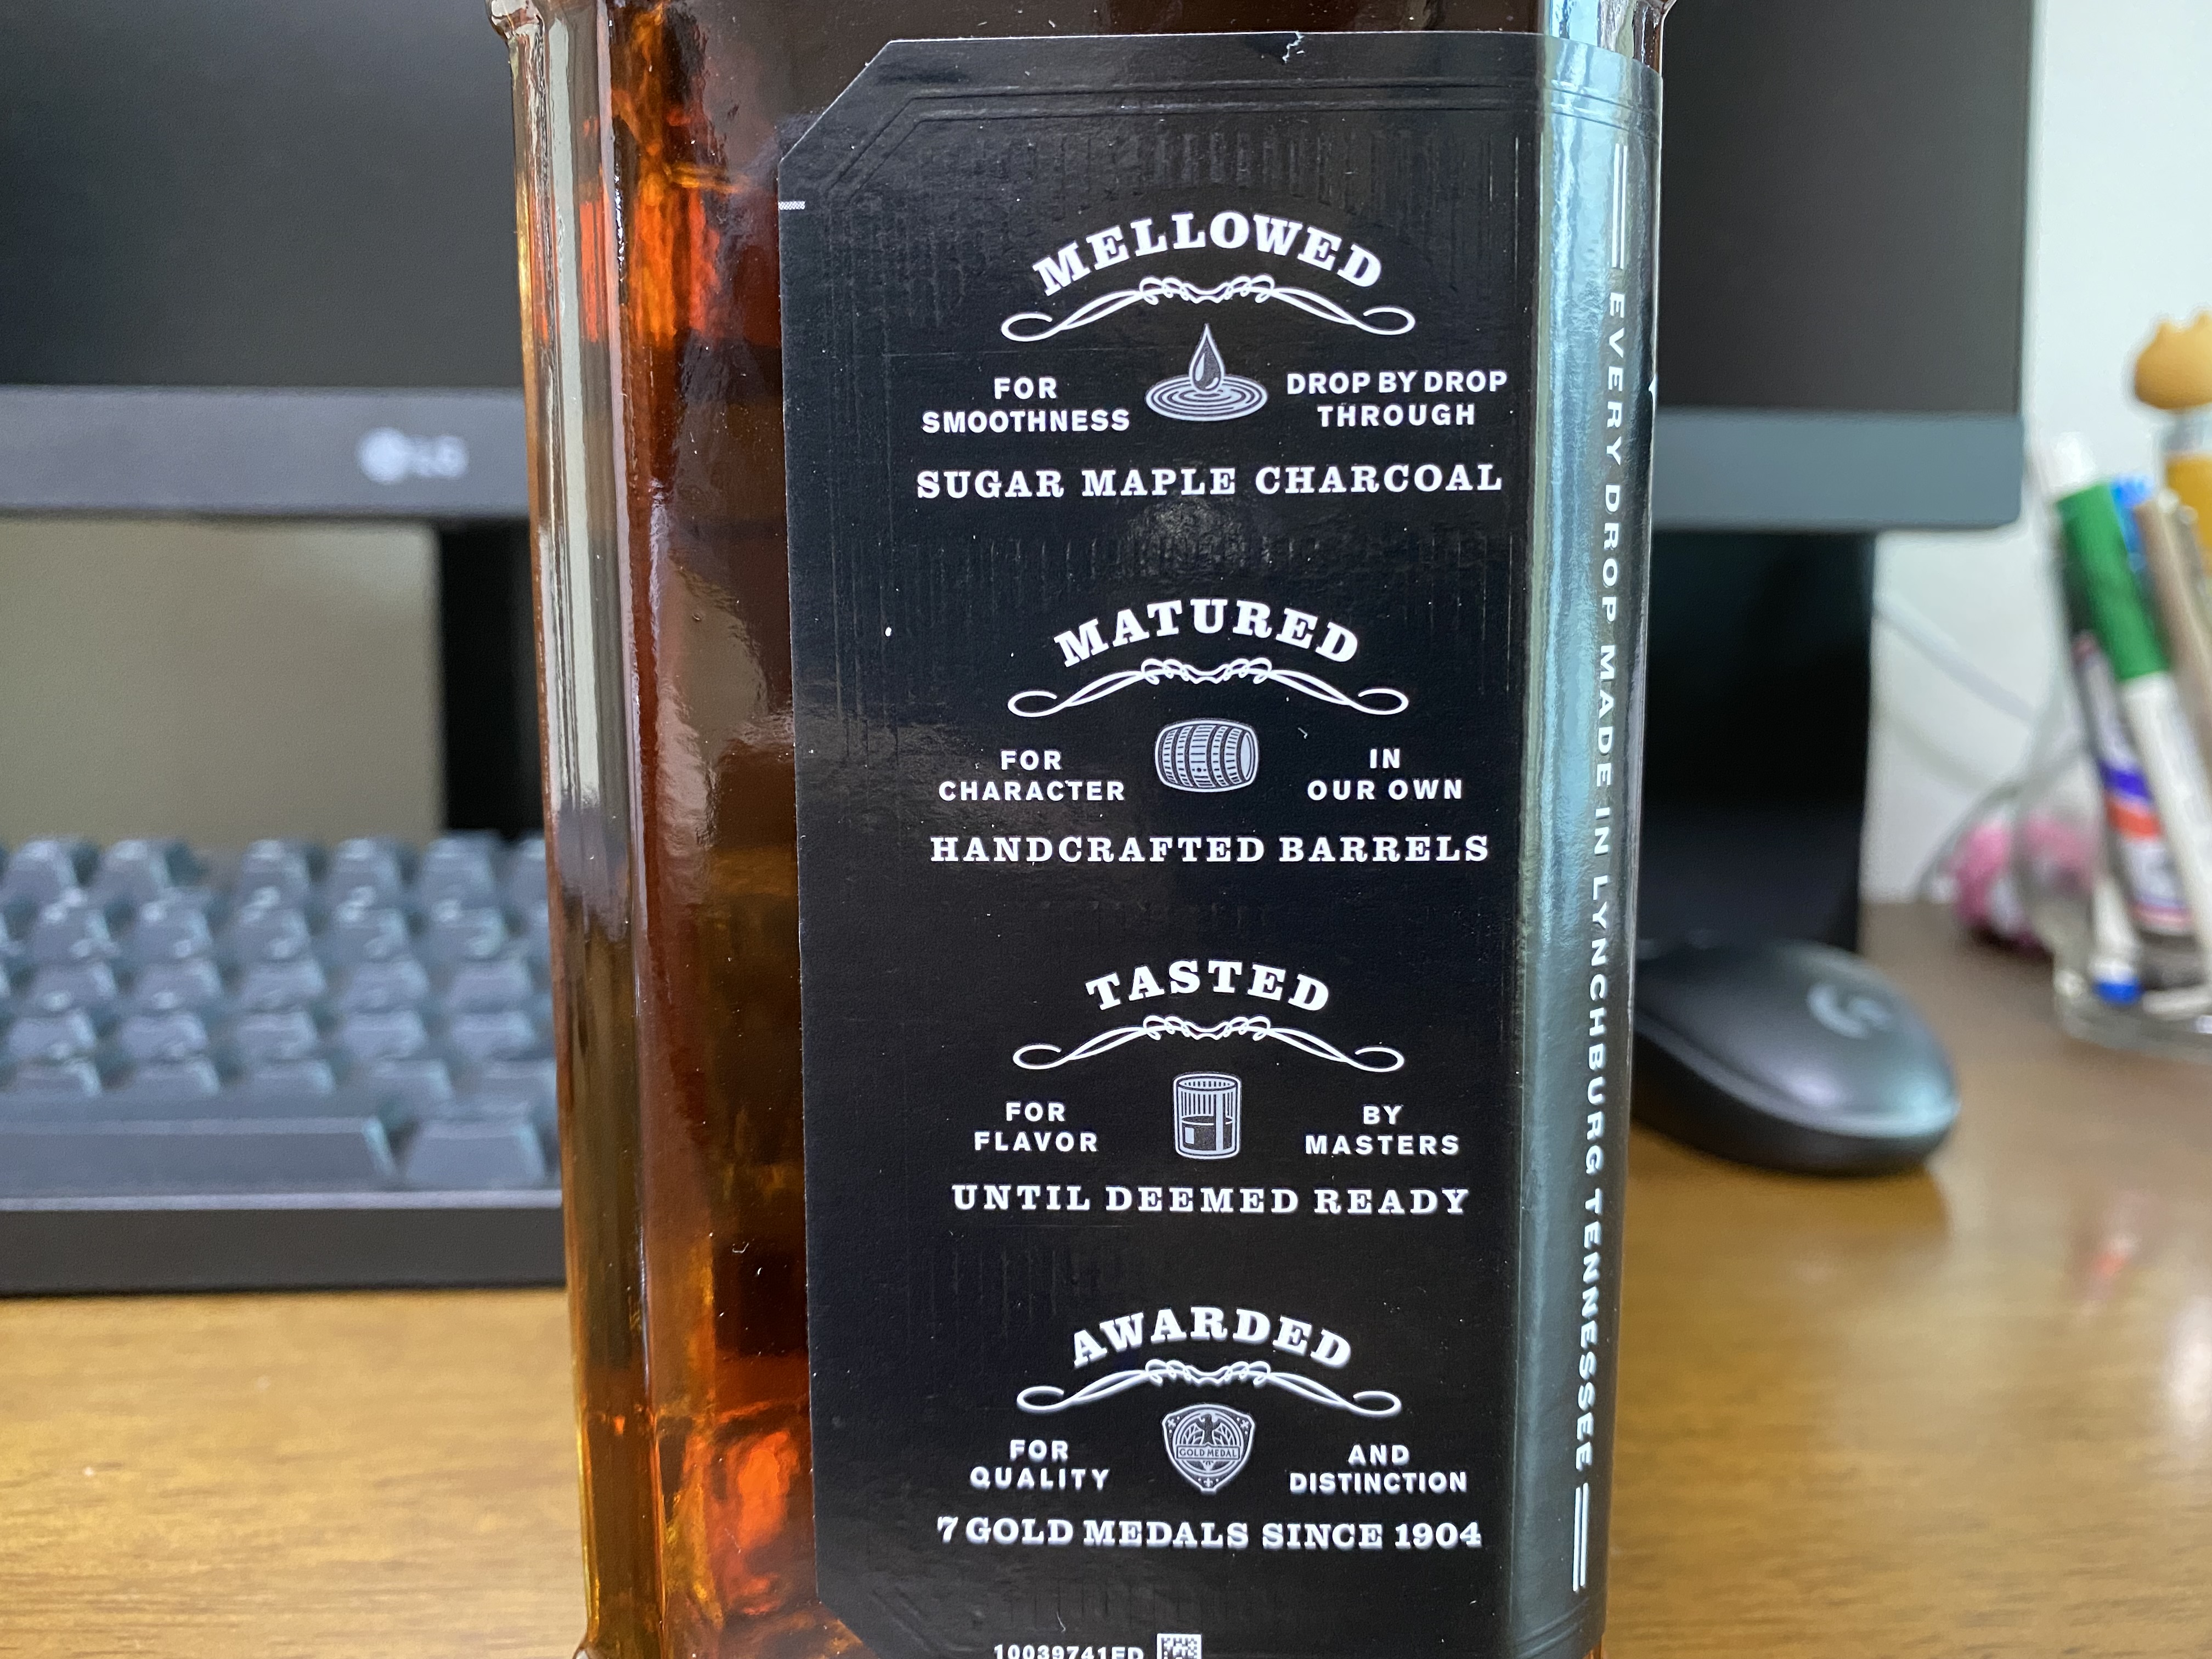 MELLOWED
FOR SMOOTHNESS
DROP BY DROP THROUGH
SUGAR MAPLE CHARCOAL
MATURED
FOR CHARACTER
IN OUR OWN
HANDCRAFTED BARRELS
TASTED
FOR FLAVOR
BY MASTERS
UNTIL DEEMED READY
AWARDED
GOLD MEDAL
FOR QUALITY
AND DISTINCTION
7 GOLD MEDALS SINCE 1904
10039741ED
EVERY DROP MADE IN LYNCHBURG TENNESSEE
LG
G